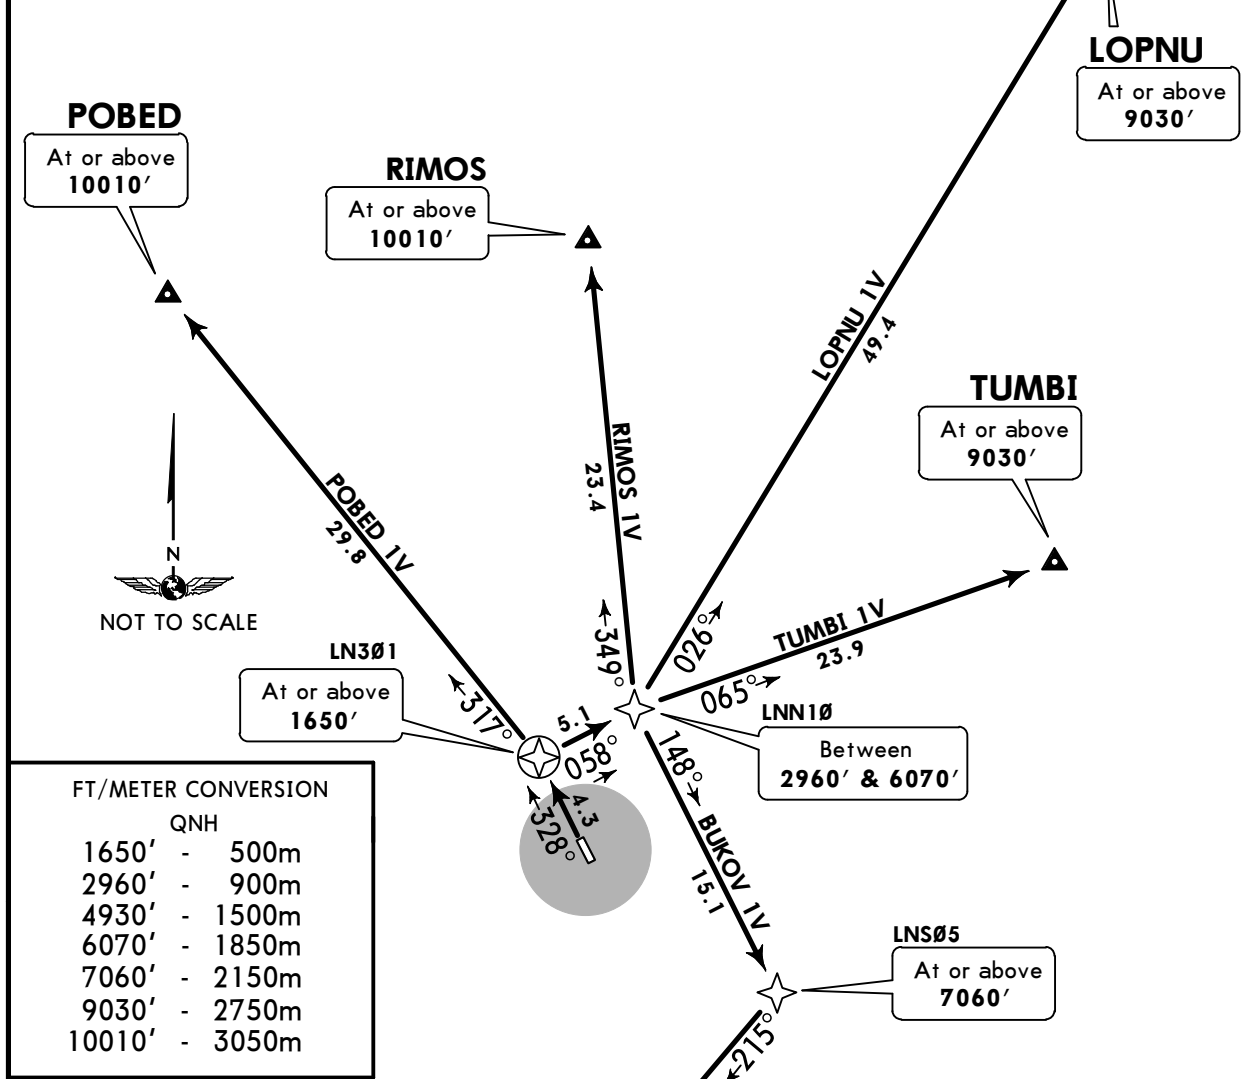 LOPNU
At or above
9030′
POBED
At or above
10010′
RIMOS
At or above
10010′
LOPNU 1V
49.4
TUMBI
At or above
9030′
RIMOS 1V
23.4
POBED 1V
29.8
N
NOT TO SCALE
TUMBI 1V
23.9
026°
349°
065°
LN3Ø1
At or above
1650′
317°
5.1
058°
LNN1Ø
Between
2960′ & 6070′
148°
4.3
328°
BUKOV 1V
15.1
FT/METER CONVERSION
QNH
1650′ - 500m
2960′ - 900m
4930′ - 1500m
6070′ - 1850m
7060′ - 2150m
9030′ - 2750m
10010′ - 3050m
LNSØ5
At or above
7060′
215°